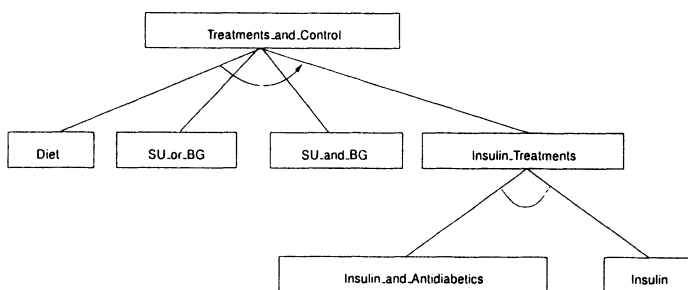 Treatments_and_Control
Diet
SU_or_BG
SU_and_BG
Insulin_Treatments
Insulin_and_Antidiabetics
Insulin